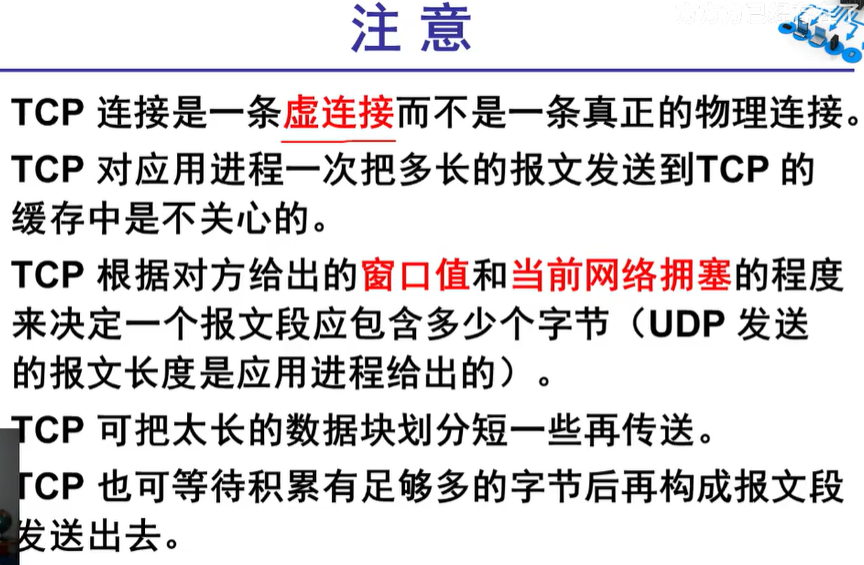 注意
TCP 连接是一条虚连接而不是一条真正的物理连接。
TCP 对应用进程一次把多长的报文发送到TCP 的
缓存中是不关心的。
TCP 根据对方给出的窗口值和当前网络拥塞的程度
来决定一个报文段应包含多少个字节（UDP 发送
的报文长度是应用进程给出的）。
TCP 可把太长的数据块划分短一些再传送。
TCP 也可等待积累有足够多的字节后再构成报文段
发送出去。